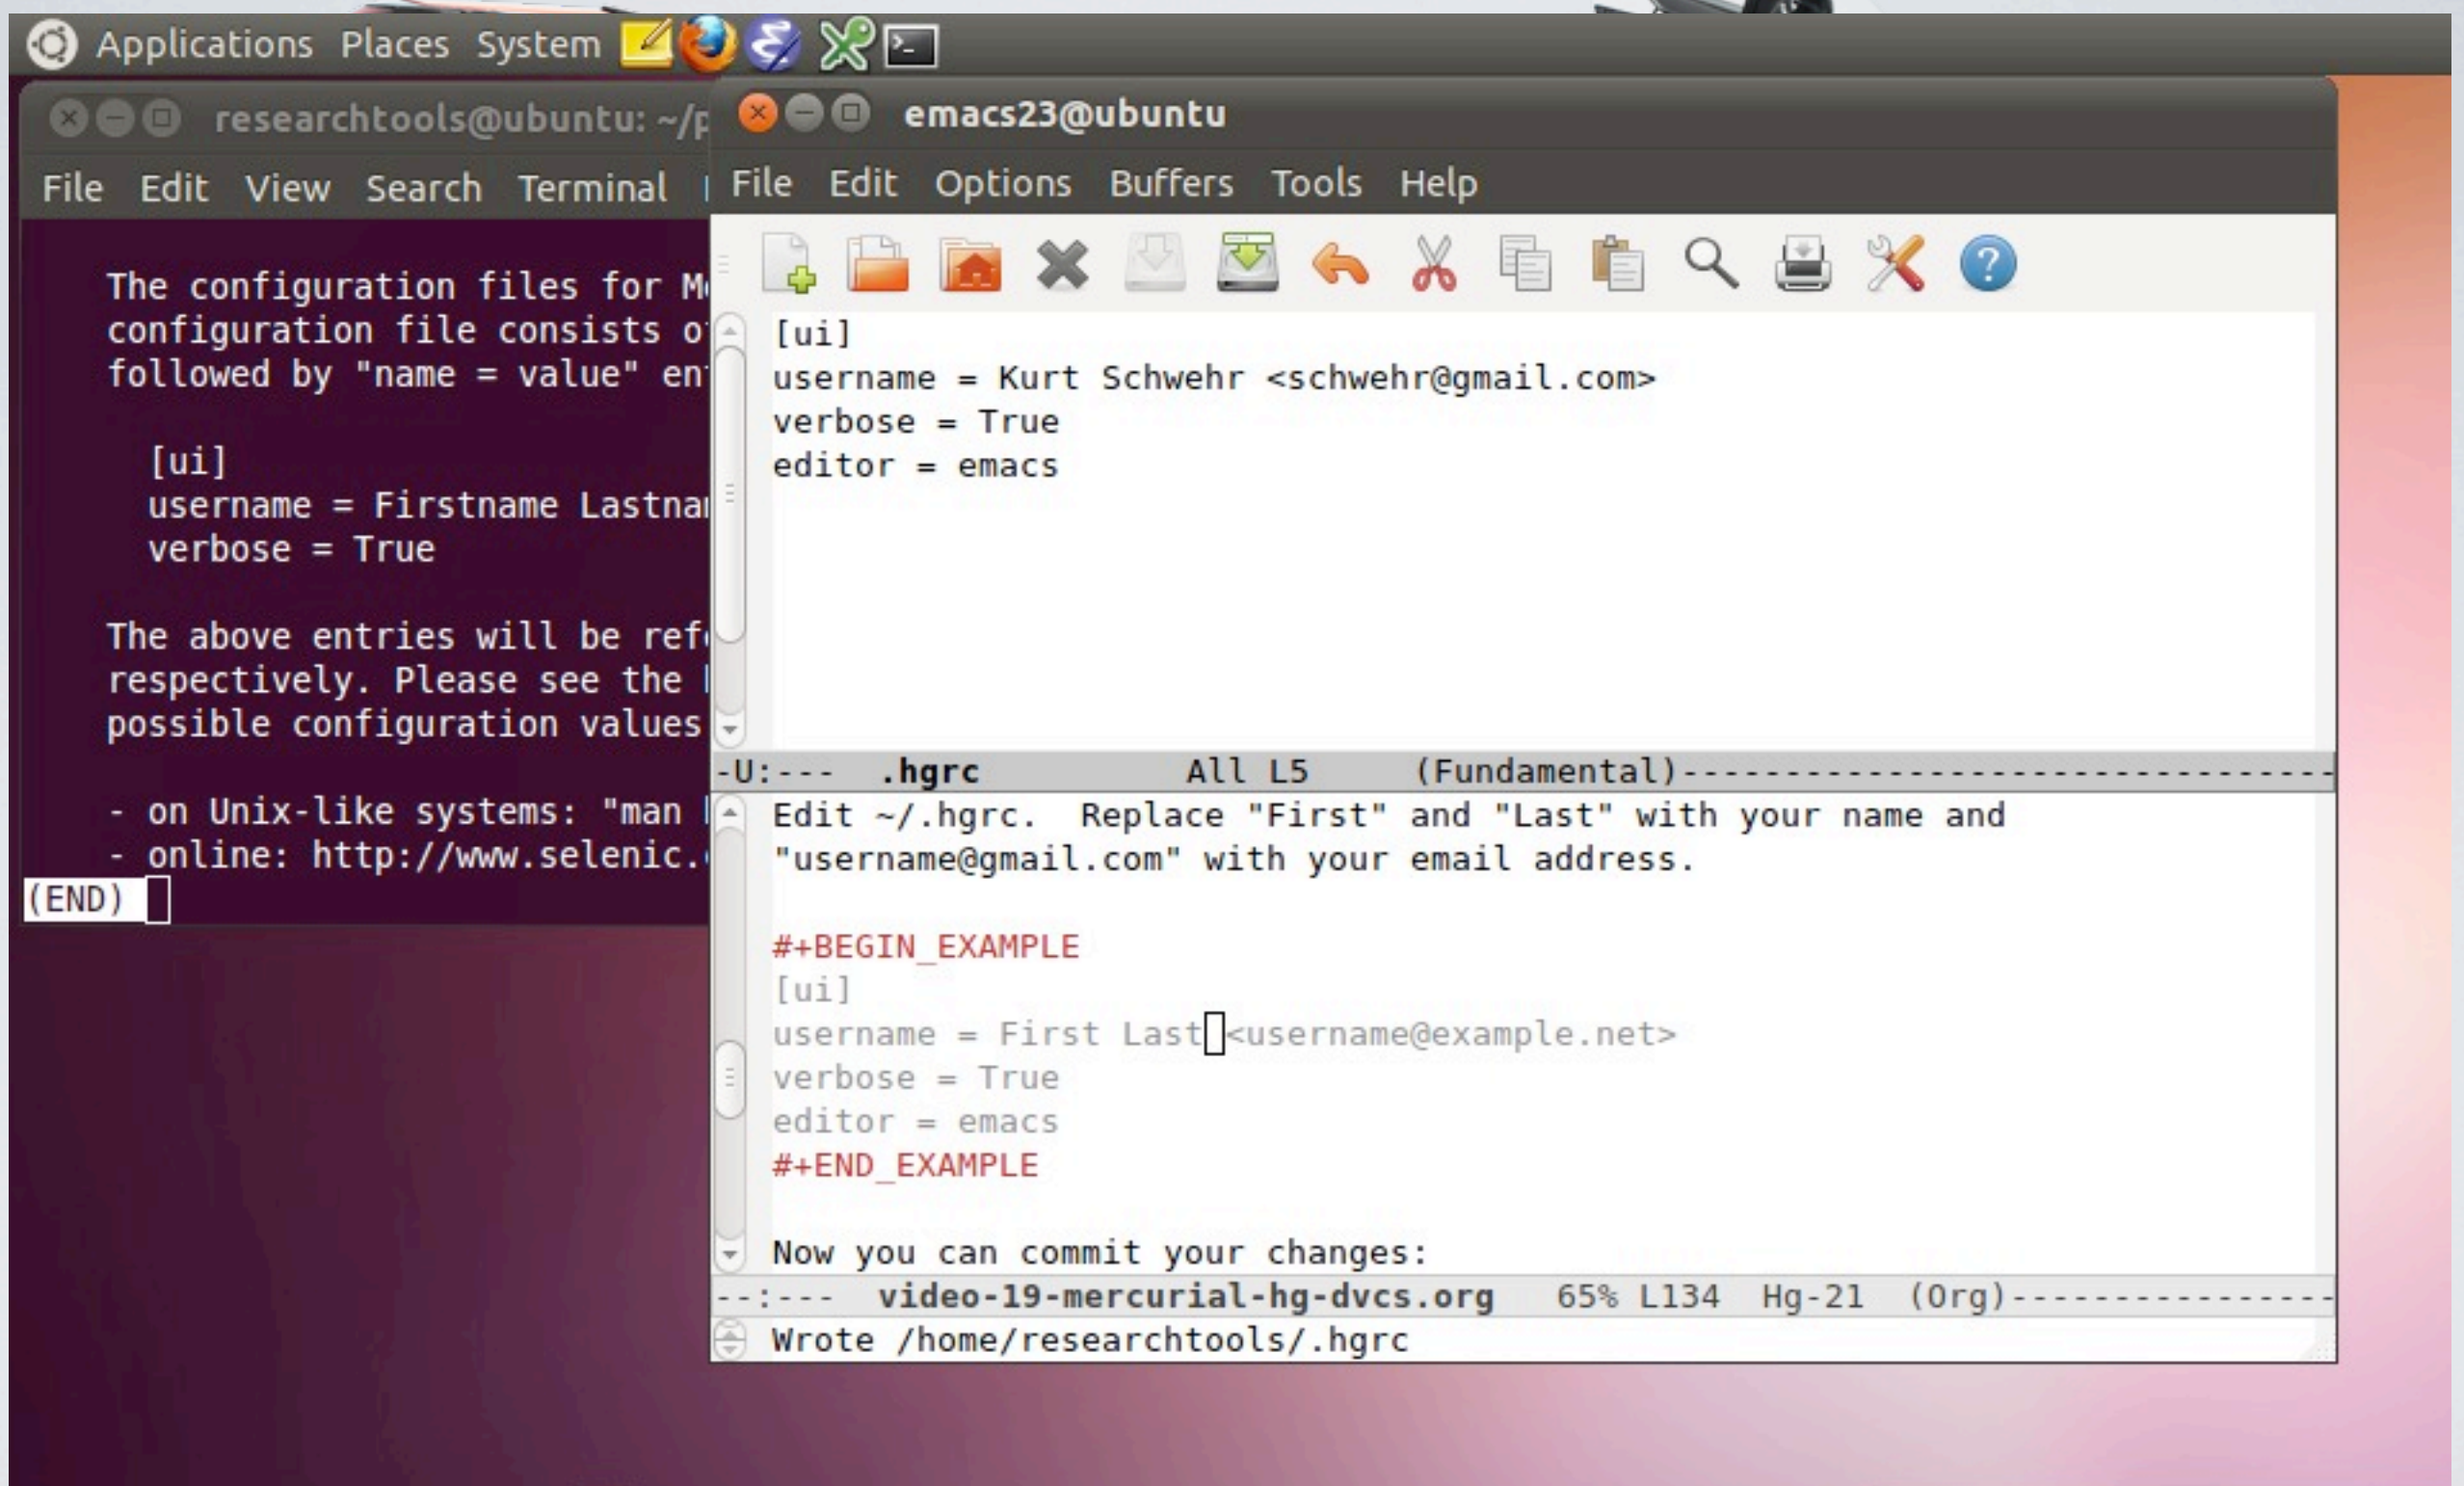 Applications Places System
researchtools@ubuntu: ~/p
File Edit View Search Terminal
The configuration files for
configuration file consists
followed by "name = value"
[ui]
username = Firstname
verbose = True
The above entries will be
respectively. Please see the
possible configuration values
- on Unix-like systems: "man
- online: http://www.selenic.
(END)
emacs23@ubuntu
File Edit Options Buffers Tools Help
[ui]
username = Kurt Schwehr <schwehr@gmail.com>
verbose = True
editor = emacs
-U:--- .hgrc All L5 (Fundamental)--------------------------------
Edit ~/.hgrc. Replace "First" and "Last" with your name and
"username@gmail.com" with your email address.
#+BEGIN_EXAMPLE
[ui]
username = First Last <username@example.net>
verbose = True
editor = emacs
#+END_EXAMPLE
Now you can commit your changes:
--:--- video-19-mercurial-hg-dvcs.org 65% L134 Hg-21 (Org)----------------
Wrote /home/researchtools/.hgrc